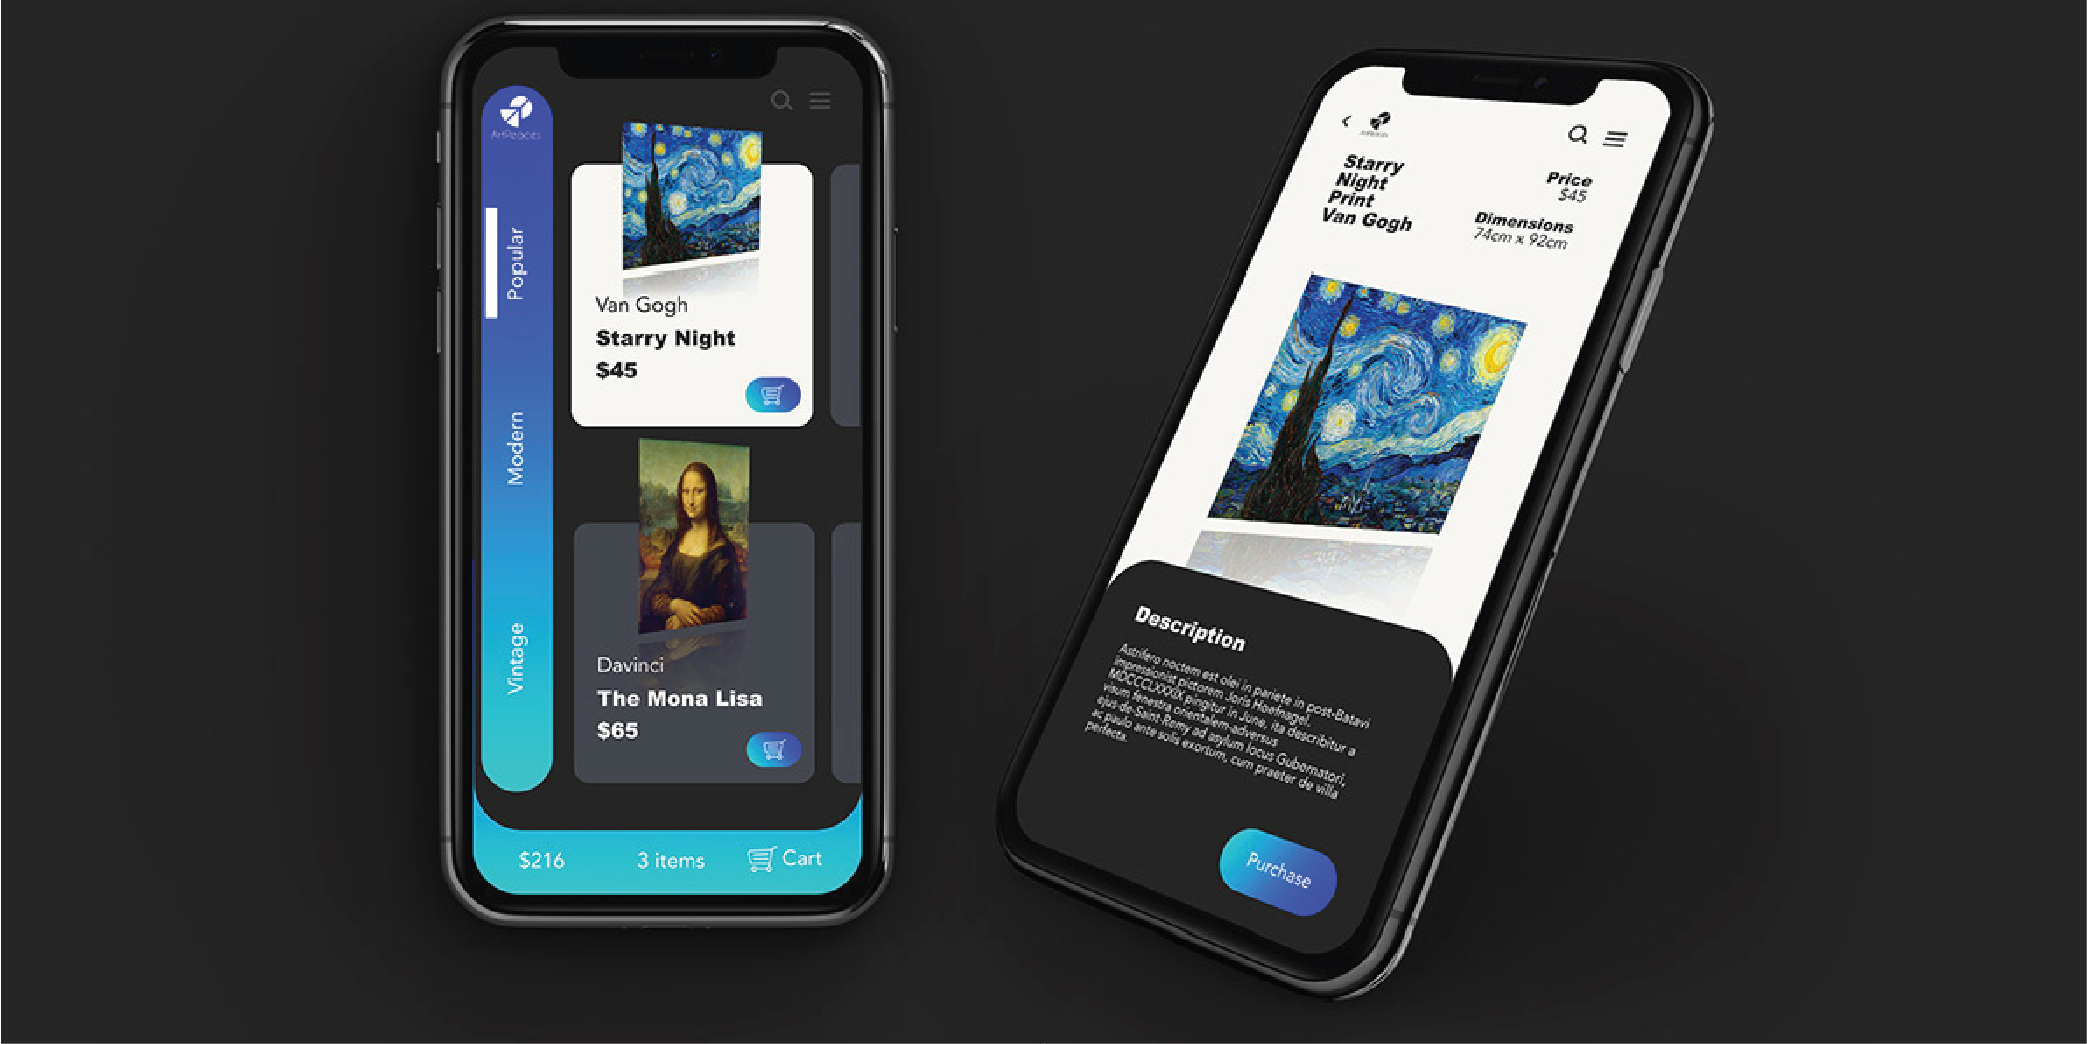 ArtPeddlr
Popular
Modern
Vintage
Van Gogh
Starry Night
$45
Davinci
The Mona Lisa
$65
$216
3 items
Cart
Starry
Night
Print
Van Gogh
Price
$45
Dimensions
74cm x 92cm
Description
Astrifero noctem est olei in pariete in post-Batavi
impressionist pictorem Joris Hoefnagel.
MDCCCLXXXIX pingitur in June, ita describitur a
visum fenestra orientalem-adversus
ejus-de-Saint-Remy ad asylum locus Gubernatori,
ac paulo ante solis exortum, cum praeter de villa
perfecta.
Purchase